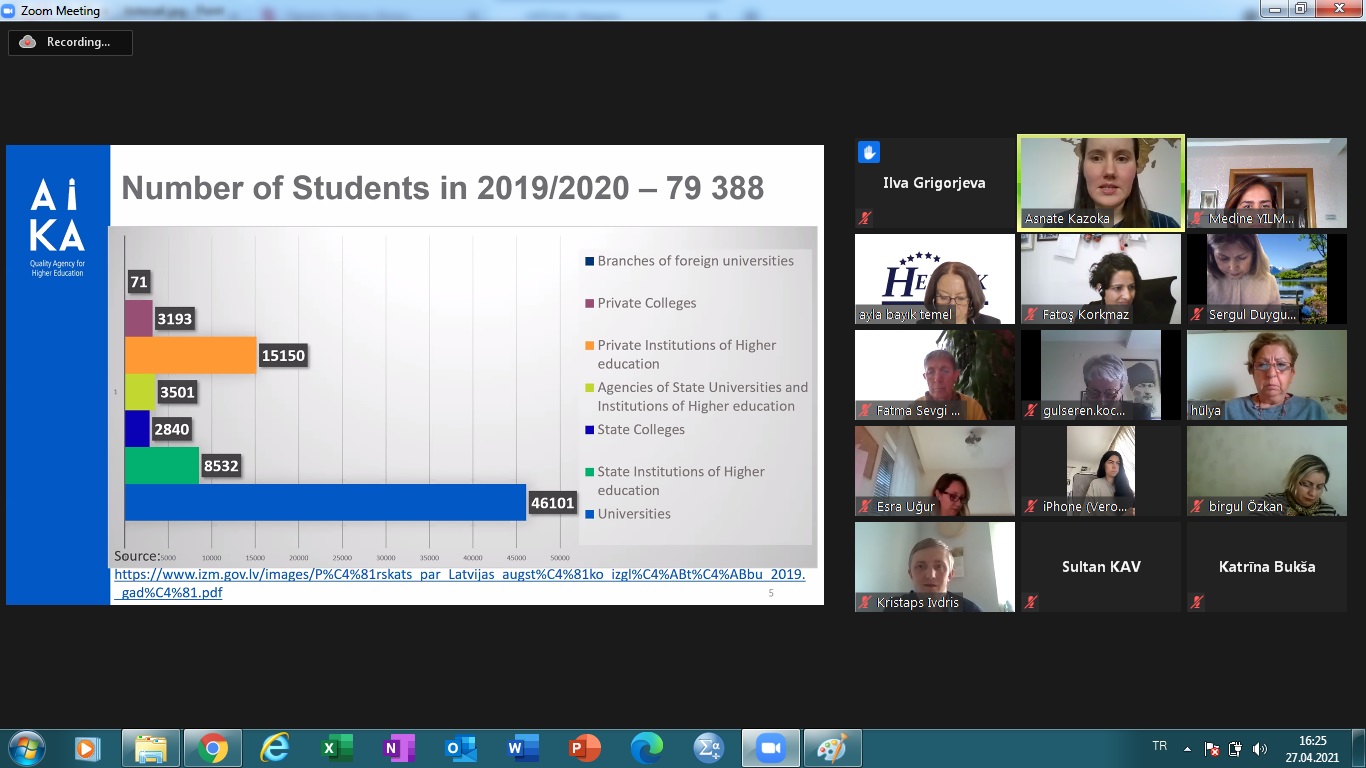 Zoom Meeting
Recording...
AiKA
Quality Agency for
Higher Education
Number of Students in 2019/2020 – 79 388
71
3193
15150
3501
2840
8532
46101
1
5000 10000 15000 20000 25000 30000 35000 40000 45000 50000
Branches of foreign universities
Private Colleges
Private Institutions of Higher
education
Agencies of State Universities and
Institutions of Higher education
State Colleges
State Institutions of Higher
education
Universities
Source:
https://www.izm.gov.lv/images/P%C4%81rskats_par_Latvijas_augst%C4%81ko_izgl%C4%ABt%C4%ABbu_2019.
_gad%C4%81.pdf
5
Ilva Grigorjeva
Asnate Kazoka
Medine YILM...
ayla bayık temel
Fatoş Korkmaz
Sergul Duygu...
Fatma Sevgi ...
gulseren.koc...
hülya
Esra Uğur
iPhone (Vero...
birgul Özkan
Kristaps Ivdris
Sultan KAV
Katrīna Bukša
TR
16:25
27.04.2021